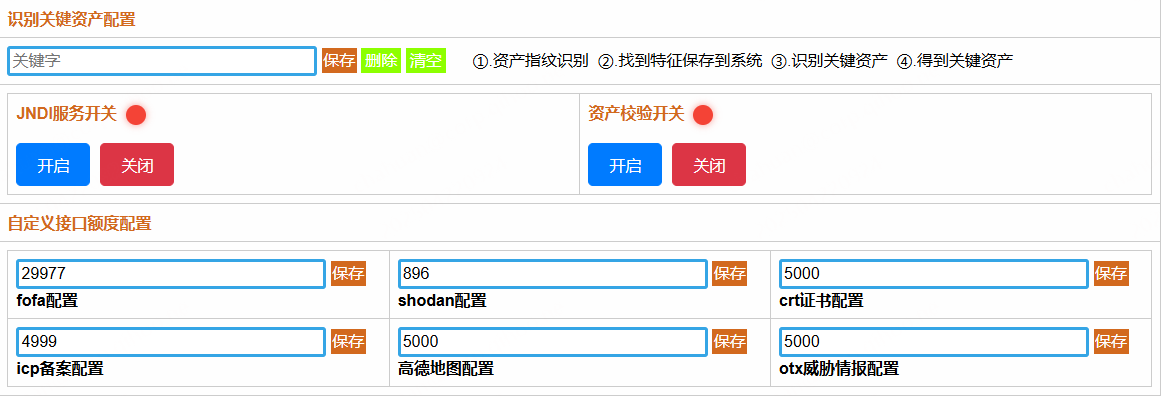 识别关键资产配置
关键字 保存 删除 清空 ①.资产指纹识别 ②.找到特征保存到系统 ③.识别关键资产 ④.得到关键资产
JNDI服务开关 资产校验开关
开启 关闭 开启 关闭
自定义接口额度配置
29977 保存 896 保存 5000 保存
fofa配置 shodan配置 crt证书配置
4999 保存 5000 保存 5000 保存
icp备案配置 高德地图配置 otx威胁情报配置